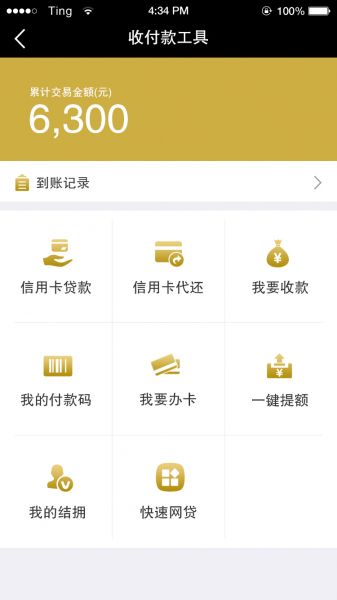 Ting 4:34 PM 100%
收付款工具
累计交易金额(元)
6,300
到账记录
信用卡贷款 信用卡代还 我要收款
我的付款码 我要办卡 一键提额
我的结拥 快速网贷